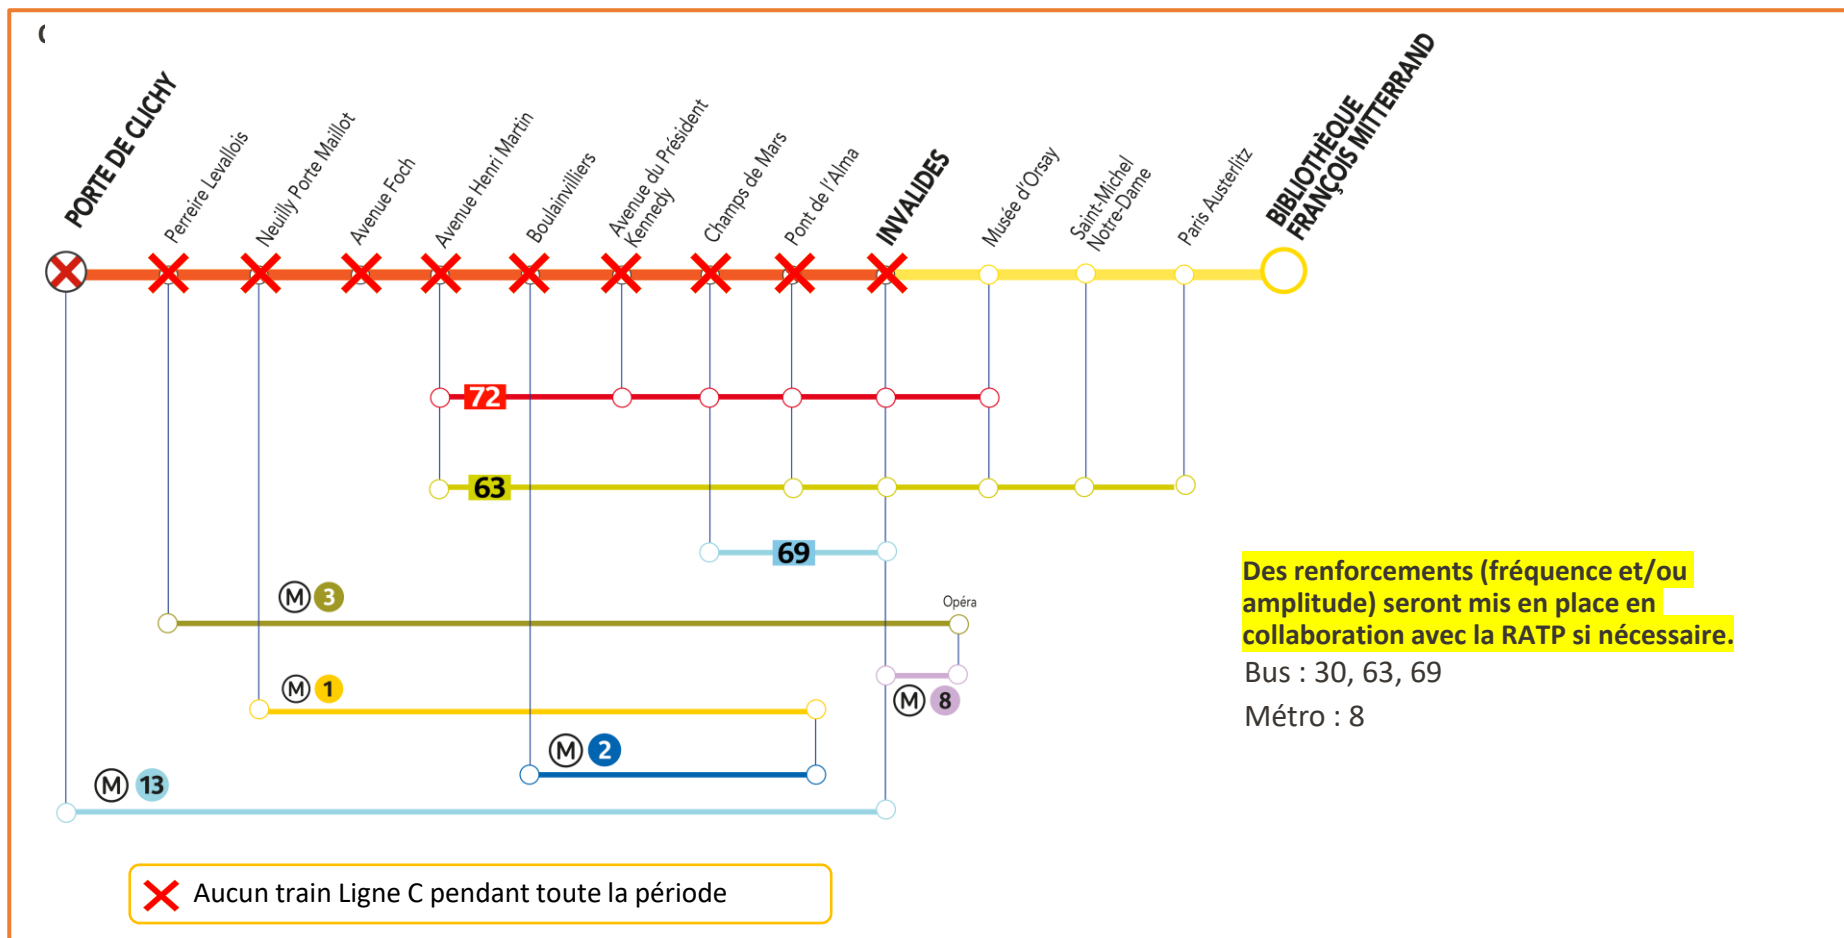 PORTE DE CLICHY
Perreire Levallois
Neuilly Porte Maillot
Avenue Foch
Avenue Henri Martin
Boulainvilliers
Avenue du Président
Kennedy
Champs de Mars
Pont de l'Alma
INVALIDES
Musée d'Orsay
Saint-Michel
Notre-Dame
Paris Austerlitz
BIBLIOTHÈQUE
FRANÇOIS MITTERRAND
72
63
69
M 3
Opéra
M 1
M 8
M 2
M 13
Des renforcements (fréquence et/ou
amplitude) seront mis en place en
collaboration avec la RATP si nécessaire.
Bus : 30, 63, 69
Métro : 8
Aucun train Ligne C pendant toute la période